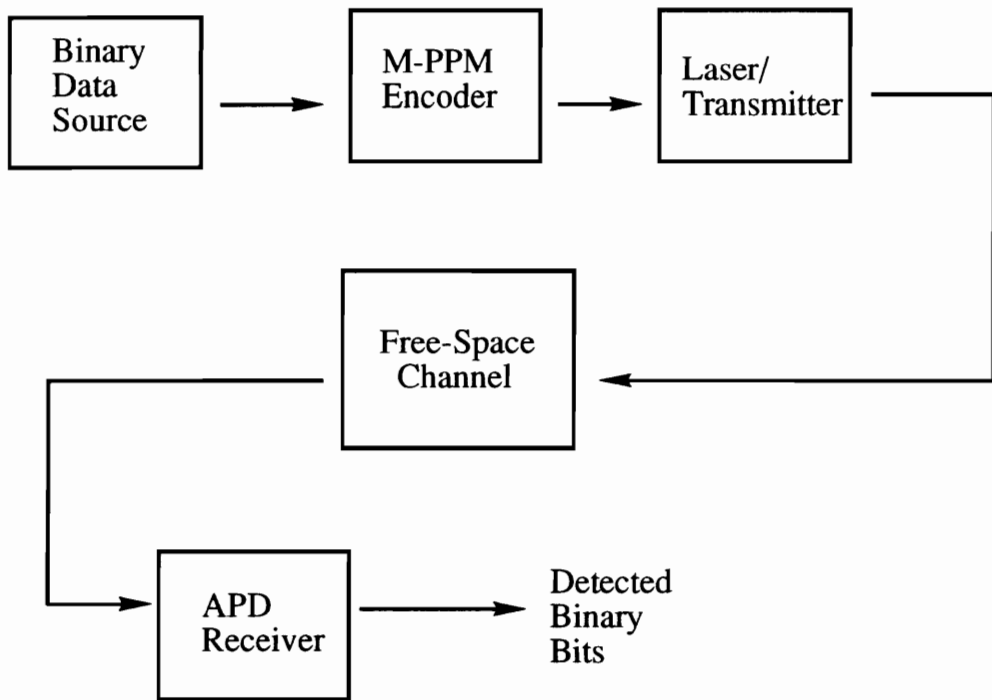 Binary
Data
Source
M-PPM
Encoder
Laser/
Transmitter
Free-Space
Channel
APD
Receiver
Detected
Binary
Bits